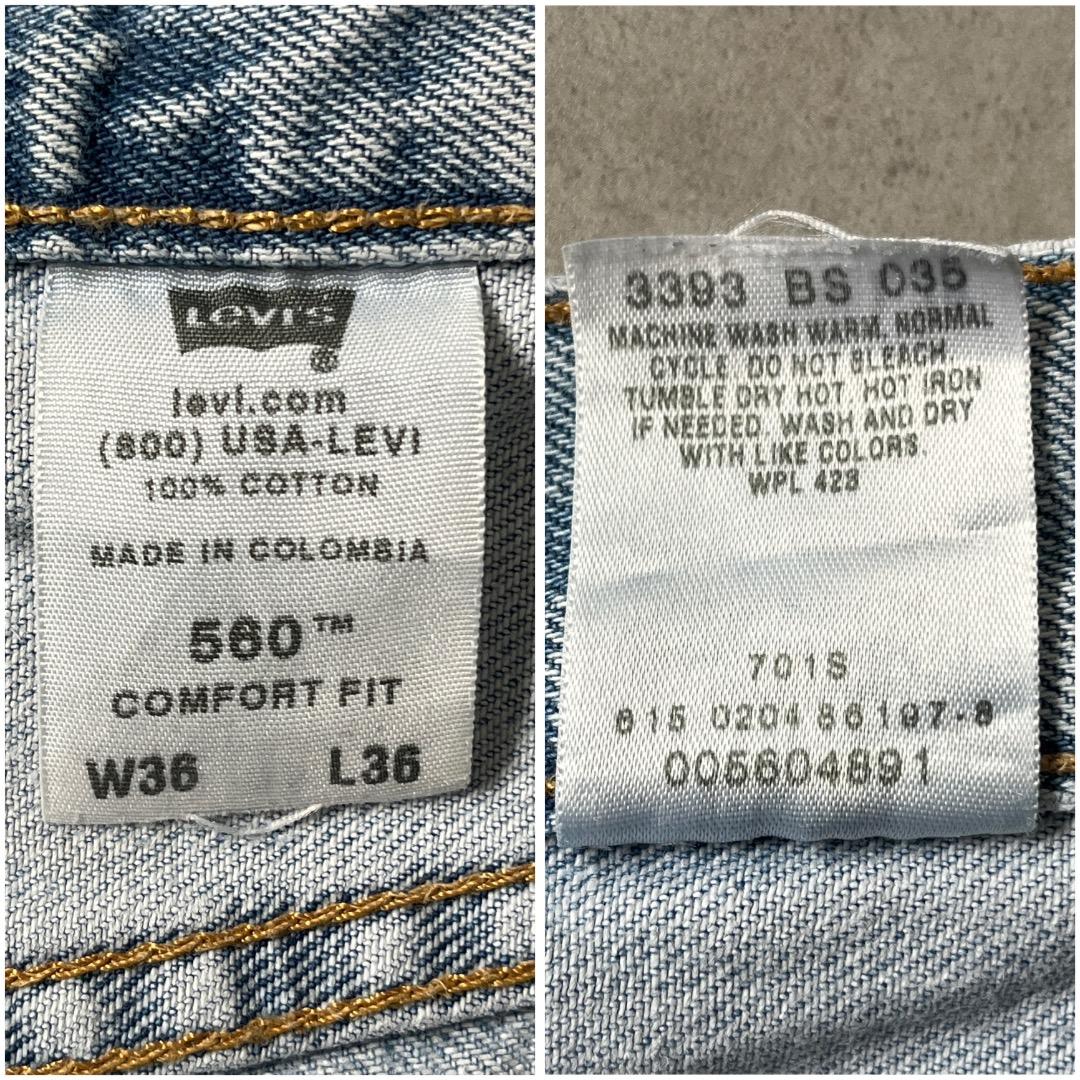 LEVI'S
®
levi.com
(800) USA-LEVI
100% COTTON
MADE IN COLOMBIA
560™
COMFORT FIT
W36 L36
3393 BS 035
MACHINE WASH WARM, NORMAL
CYCLE. DO NOT BLEACH.
TUMBLE DRY HOT. HOT IRON
IF NEEDED. WASH AND DRY
WITH LIKE COLORS.
WPL 423
701S
615 0204 86107-8
005604891